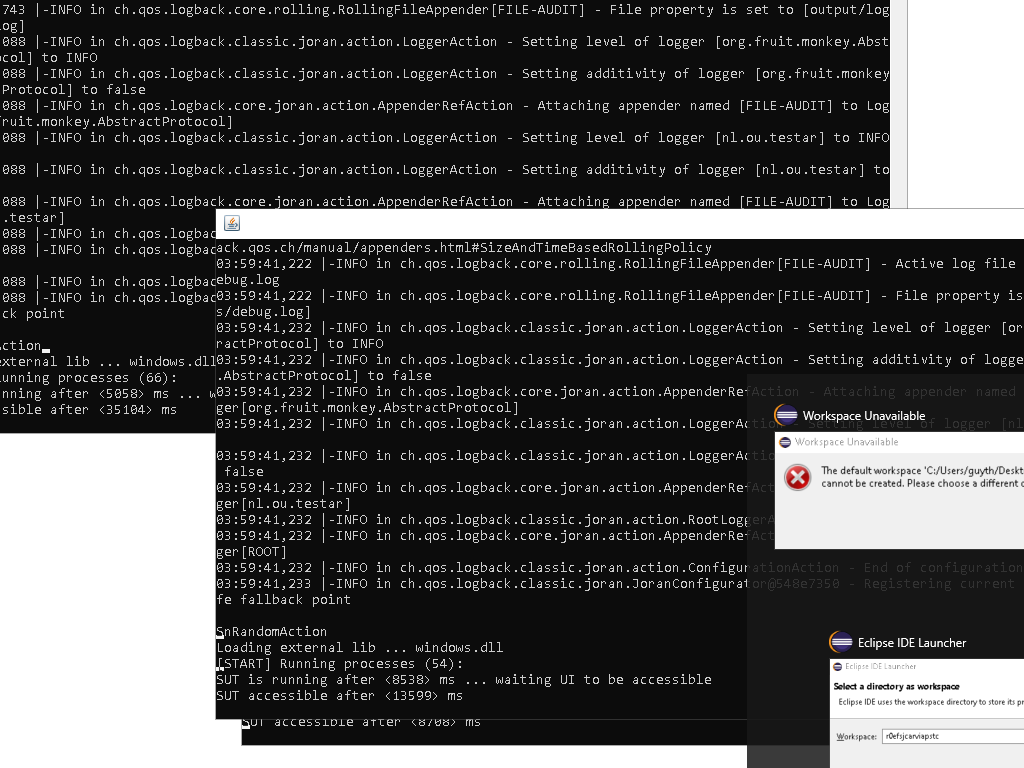 743 |-INFO in ch.qos.logback.core.rolling.RollingFileAppender[FILE-AUDIT] - File property is set to [output/log
og]
088 |-INFO in ch.qos.logback.classic.joran.action.LoggerAction - Setting level of logger [org.fruit.monkey.Abst
col] to INFO
088 |-INFO in ch.qos.logback.classic.joran.action.LoggerAction - Setting additivity of logger [org.fruit.monkey
Protocol] to false
088 |-INFO in ch.qos.logback.core.joran.action.AppenderRefAction - Attaching appender named [FILE-AUDIT] to Log
ruit.monkey.AbstractProtocol]
088 |-INFO in ch.qos.logback.classic.joran.action.LoggerAction - Setting level of logger [nl.ou.testar] to INFO
088 |-INFO in ch.qos.logback.classic.joran.action.LoggerAction - Setting additivity of logger [nl.ou.testar] to
088 |-INFO in ch.qos.logback.core.joran.action.AppenderRefAction - Attaching appender named [FILE-AUDIT] to Log
.testar]
088 |-INFO in ch.qos.logbac
088 |-INFO in ch.qos.logbac
088 |-INFO in ch.qos.logbac
088 |-INFO in ch.qos.logbac
ck point
Action
external lib ... windows.dll
unning processes (66):
nning after <5058> ms ... w
sible after <35104> ms
ack.qos.ch/manual/appenders.html#SizeAndTimeBasedRollingPolicy
03:59:41,222 |-INFO in ch.qos.logback.core.rolling.RollingFileAppender[FILE-AUDIT] - Active log file
ebug.log
03:59:41,222 |-INFO in ch.qos.logback.core.rolling.RollingFileAppender[FILE-AUDIT] - File property is
s/debug.log]
03:59:41,232 |-INFO in ch.qos.logback.classic.joran.action.LoggerAction - Setting level of logger [or
ractProtocol] to INFO
03:59:41,232 |-INFO in ch.qos.logback.classic.joran.action.LoggerAction - Setting additivity of logge
.AbstractProtocol] to false
03:59:41,232 |-INFO in ch.qos.logback.core.joran.action.AppenderRefAction - Attaching appender named
ger[org.fruit.monkey.AbstractProtocol]
03:59:41,232 |-INFO in ch.qos.logback.classic.joran.action.LoggerAction - Setting level of logger [nl.
03:59:41,232 |-INFO in ch.qos.logback.classic.joran.action.LoggerActi
false
03:59:41,232 |-INFO in ch.qos.logback.core.joran.action.AppenderRefAct
ger[nl.ou.testar]
03:59:41,232 |-INFO in ch.qos.logback.classic.joran.action.RootLoggerA
03:59:41,232 |-INFO in ch.qos.logback.core.joran.action.AppenderRefAc
ger[ROOT]
03:59:41,232 |-INFO in ch.qos.logback.classic.joran.action.ConfigurationAction - End of configuration
03:59:41,233 |-INFO in ch.qos.logback.classic.joran.JoranConfigurator@548e7350 - Registering current
fe fallback point
SnRandomAction
Loading external lib ... windows.dll
[START] Running processes (54):
SUT is running after <8538> ms ... waiting UI to be accessible
SUT accessible after <13599> ms
SUT accessible after <8708> ms
Workspace Unavailable
Workspace Unavailable
The default workspace 'C:/Users/guyth/Deskt
cannot be created. Please choose a different
Eclipse IDE Launcher
Eclipse IDE Launcher
Select a directory as workspace
Eclipse IDE uses the workspace directory to store its pr
Workspace: r0efsjcarviapstc